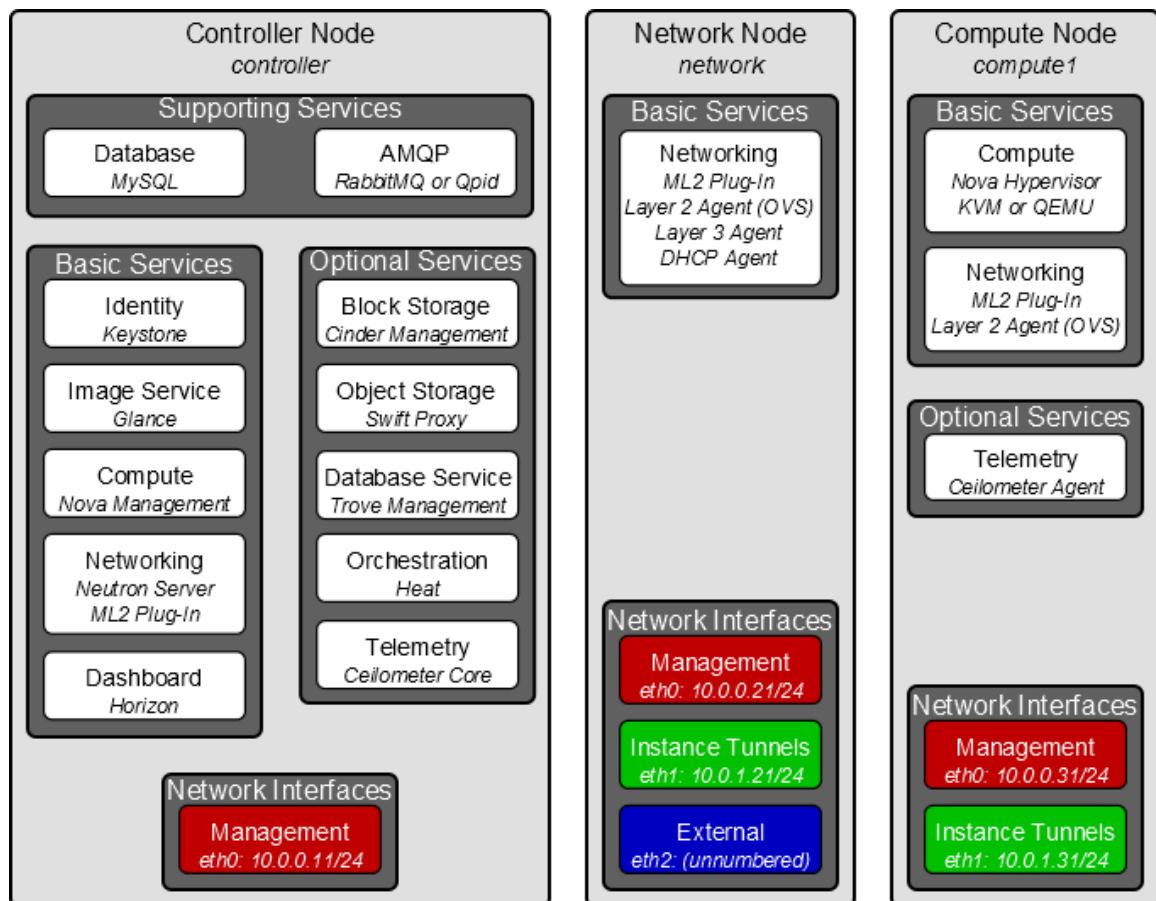 Controller Node
controller
Supporting Services
Database
MySQL
AMQP
RabbitMQ or Qpid
Basic Services
Identity
Keystone
Image Service
Glance
Compute
Nova Management
Networking
Neutron Server
ML2 Plug-In
Dashboard
Horizon
Optional Services
Block Storage
Cinder Management
Object Storage
Swift Proxy
Database Service
Trove Management
Orchestration
Heat
Telemetry
Ceilometer Core
Network Interfaces
Management
eth0: 10.0.0.11/24
Network Node
network
Basic Services
Networking
ML2 Plug-In
Layer 2 Agent (OVS)
Layer 3 Agent
DHCP Agent
Network Interfaces
Management
eth0: 10.0.0.21/24
Instance Tunnels
eth1: 10.0.1.21/24
External
eth2: (unnumbered)
Compute Node
compute1
Basic Services
Compute
Nova Hypervisor
KVM or QEMU
Networking
ML2 Plug-In
Layer 2 Agent (OVS)
Optional Services
Telemetry
Ceilometer Agent
Network Interfaces
Management
eth0: 10.0.0.31/24
Instance Tunnels
eth1: 10.0.1.31/24